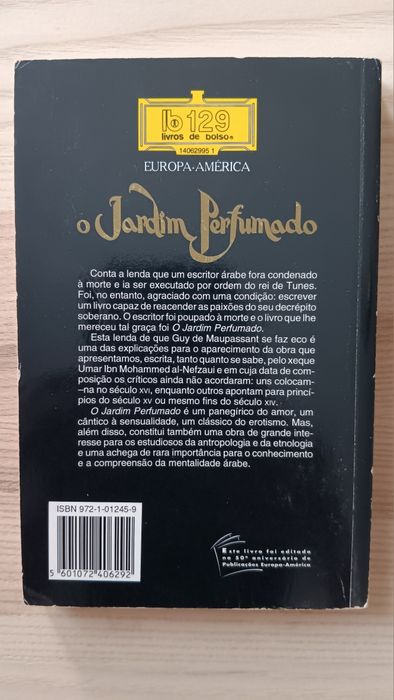 lb 129
livros de bolso
14062995 1
EUROPA·AMÉRICA
O Jardim Perfumado
Conta a lenda que um escritor árabe fora condenado
à morte e ia ser executado por ordem do rei de Tunes.
Foi, no entanto, agraciado com uma condição: escrever
um livro capaz de reacender as paixões do seu decrépito
soberano. O escritor foi poupado à morte e o livro que lhe
mereceu tal graça foi O Jardim Perfumado.
Esta lenda de que Guy de Maupassant se faz eco é
uma das explicações para o aparecimento da obra que
apresentamos, escrita, tanto quanto se sabe, pelo xeque
Umar Ibn Mohammed al-Nefzaui e em cuja data de com-
posição os críticos ainda não acordaram: uns colocam-
-na no século XVI, enquanto outros apontam para princí-
pios do século XV ou mesmo fins do século XIV.
O Jardim Perfumado é um panegírico do amor, um
cântico à sensualidade, um clássico do erotismo. Mas,
além disso, constitui também uma obra de grande inte-
resse para os estudiosos da antropologia e da etnologia
e uma achega de rara importância para o conhecimento
e a compreensão da mentalidade árabe.
ISBN 972-1-01245-9
5 601072 406292
Este livro foi editado
no 50º aniversário de
Publicações Europa-América